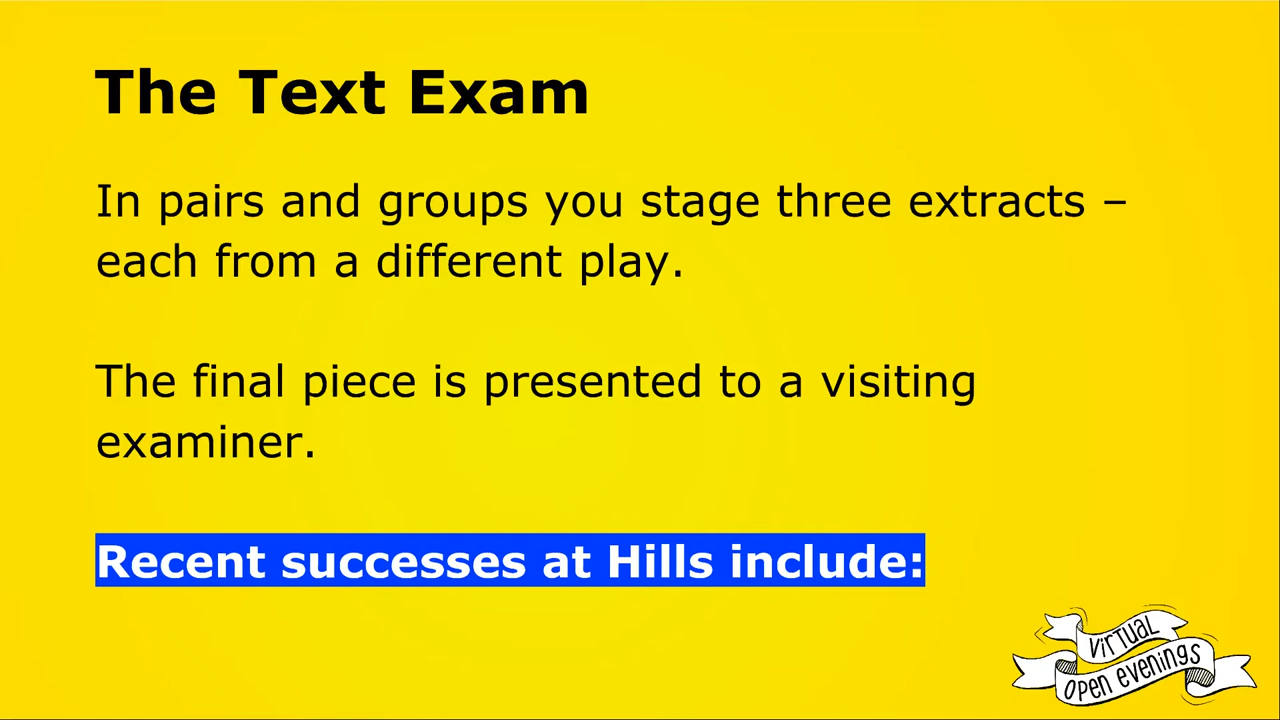 The Text Exam
In pairs and groups you stage three extracts –
each from a different play.
The final piece is presented to a visiting
examiner.
Recent successes at Hills include:
VIRTUAL
OPEN EVENINGS